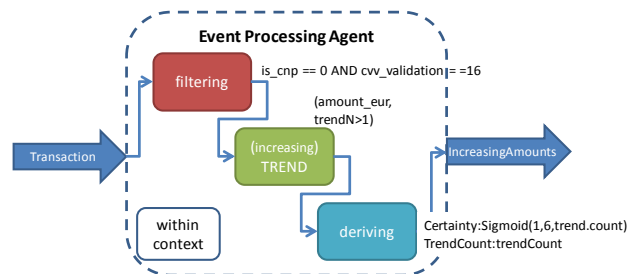 Event Processing Agent
filtering
is_cnp == 0 AND cvv_validation = =16
(amount_eur,
trendN>1)
Transaction
(increasing)
TREND
IncreasingAmounts
within
context
deriving
Certainty:Sigmoid(1,6,trend.count)
TrendCount:trendCount